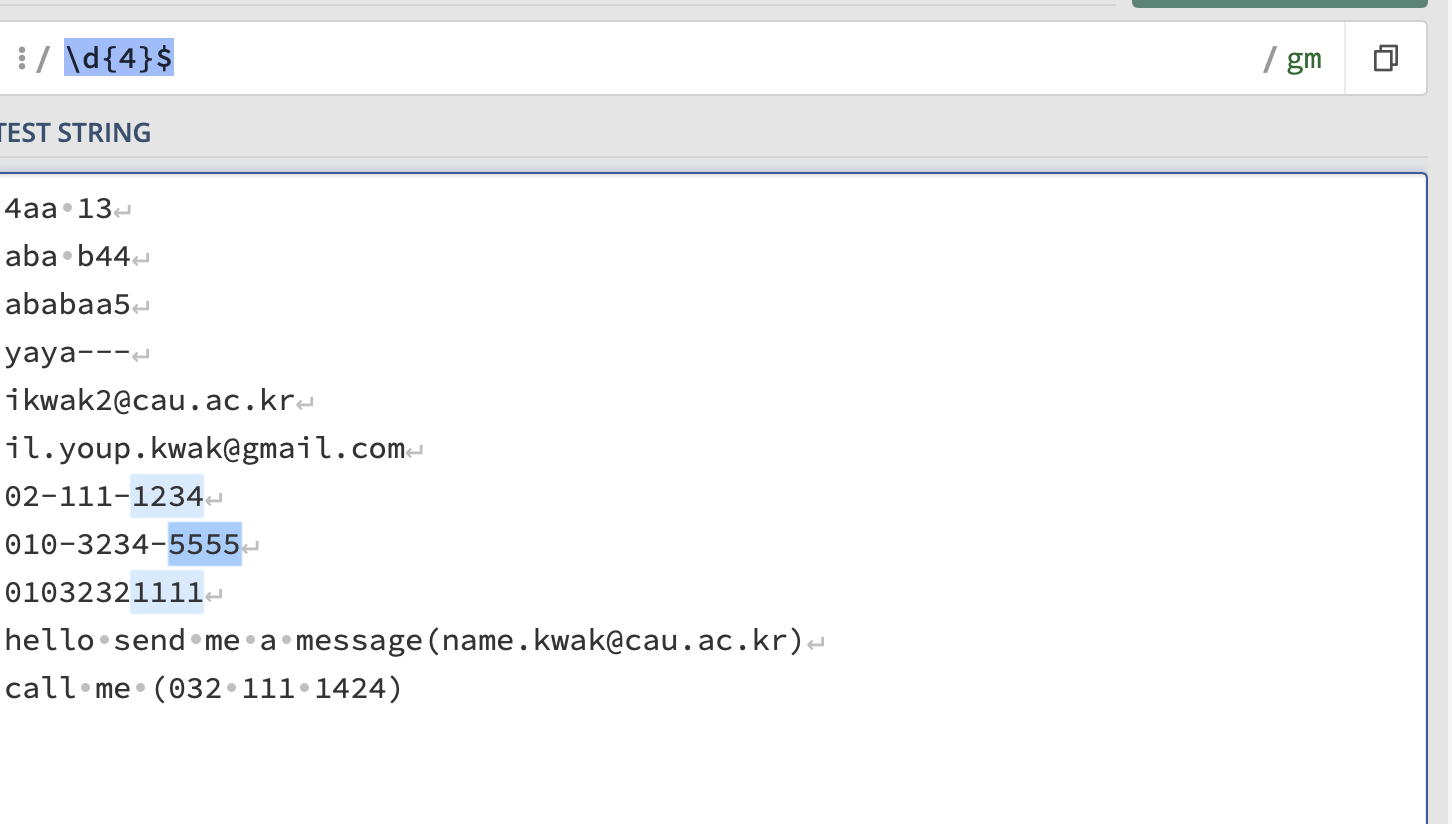 / \d{4}$ / gm
TEST STRING
4aa·13↵
aba·b44↵
ababaa5↵
yaya---↵
ikwak2@cau.ac.kr↵
il.youp.kwak@gmail.com↵
02-111-1234↵
010-3234-5555↵
01032321111↵
hello·send·me·a·message(name.kwak@cau.ac.kr)↵
call·me·(032·111·1424)